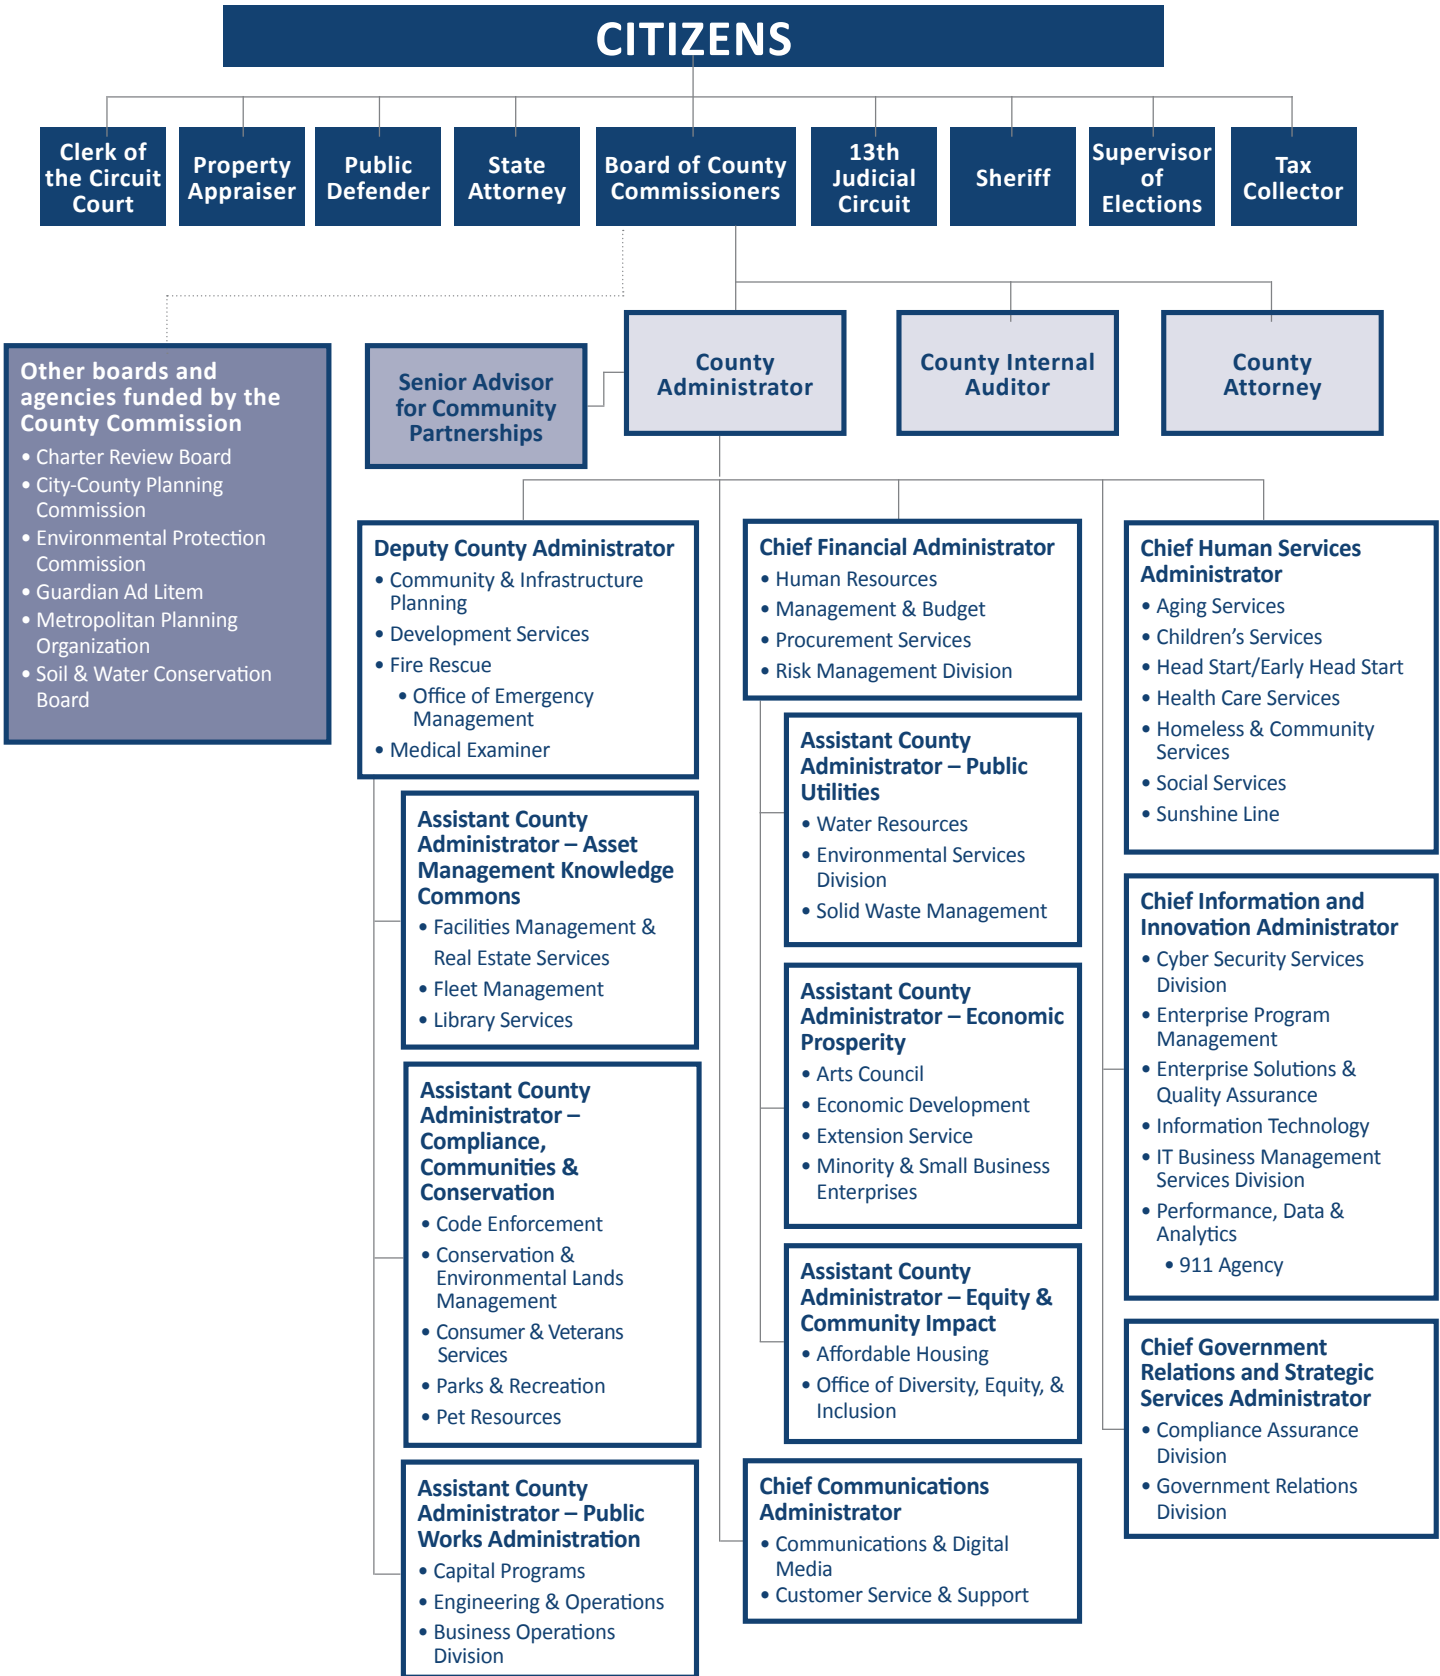 CITIZENS
Clerk of
the Circuit
Court
Property
Appraiser
Public
Defender
State
Attorney
Board of County
Commissioners
13th
Judicial
Circuit
Sheriff
Supervisor
of
Elections
Tax
Collector
Other boards and
agencies funded by the
County Commission
• Charter Review Board
• City-County Planning
Commission
• Environmental Protection
Commission
• Guardian Ad Litem
• Metropolitan Planning
Organization
• Soil & Water Conservation
Board
Senior Advisor
for Community
Partnerships
County
Administrator
County Internal
Auditor
County
Attorney
Deputy County Administrator
• Community & Infrastructure
Planning
• Development Services
• Fire Rescue
• Office of Emergency
Management
• Medical Examiner
Assistant County
Administrator – Asset
Management Knowledge
Commons
• Facilities Management &
Real Estate Services
• Fleet Management
• Library Services
Assistant County
Administrator –
Compliance,
Communities &
Conservation
• Code Enforcement
• Conservation &
Environmental Lands
Management
• Consumer & Veterans
Services
• Parks & Recreation
• Pet Resources
Assistant County
Administrator – Public
Works Administration
• Capital Programs
• Engineering & Operations
• Business Operations
Division
Chief Financial Administrator
• Human Resources
• Management & Budget
• Procurement Services
• Risk Management Division
Assistant County
Administrator – Public
Utilities
• Water Resources
• Environmental Services
Division
• Solid Waste Management
Assistant County
Administrator – Economic
Prosperity
• Arts Council
• Economic Development
• Extension Service
• Minority & Small Business
Enterprises
Assistant County
Administrator – Equity &
Community Impact
• Affordable Housing
• Office of Diversity, Equity, &
Inclusion
Chief Communications
Administrator
• Communications & Digital
Media
• Customer Service & Support
Chief Human Services
Administrator
• Aging Services
• Children’s Services
• Head Start/Early Head Start
• Health Care Services
• Homeless & Community
Services
• Social Services
• Sunshine Line
Chief Information and
Innovation Administrator
• Cyber Security Services
Division
• Enterprise Program
Management
• Enterprise Solutions &
Quality Assurance
• Information Technology
• IT Business Management
Services Division
• Performance, Data &
Analytics
• 911 Agency
Chief Government
Relations and Strategic
Services Administrator
• Compliance Assurance
Division
• Government Relations
Division